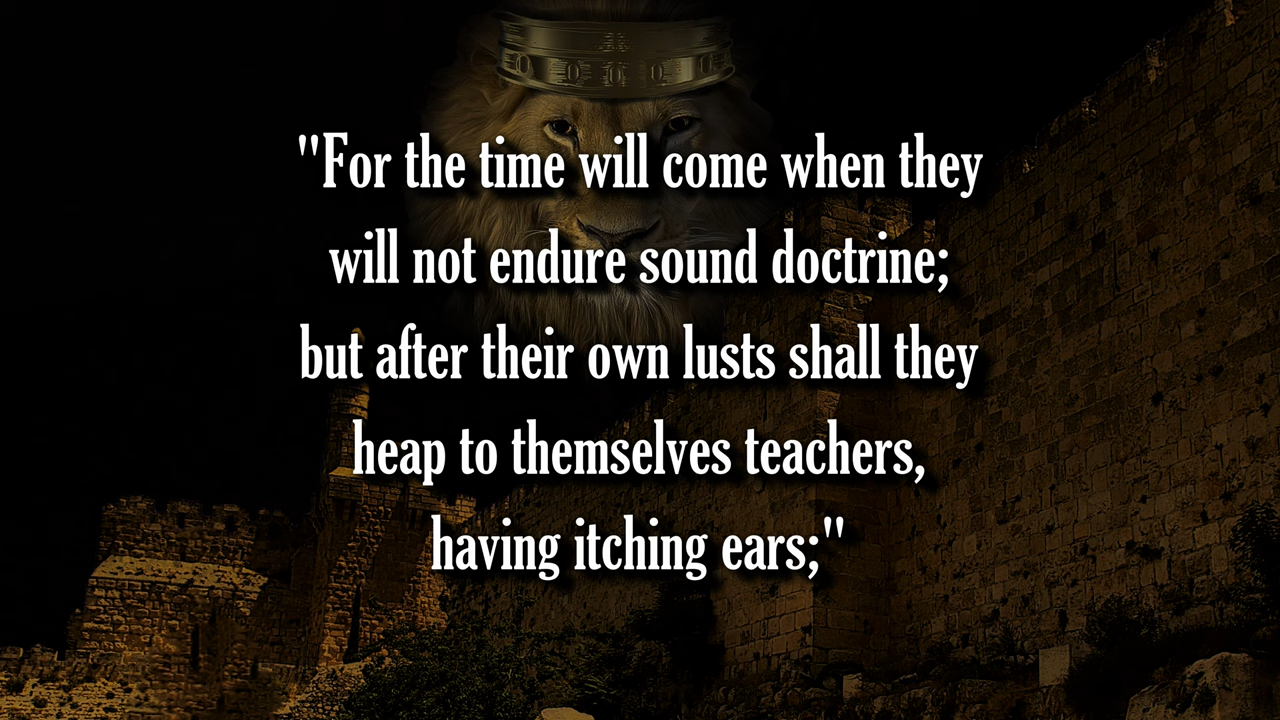 "For the time will come when they
will not endure sound doctrine;
but after their own lusts shall they
heap to themselves teachers,
having itching ears;"